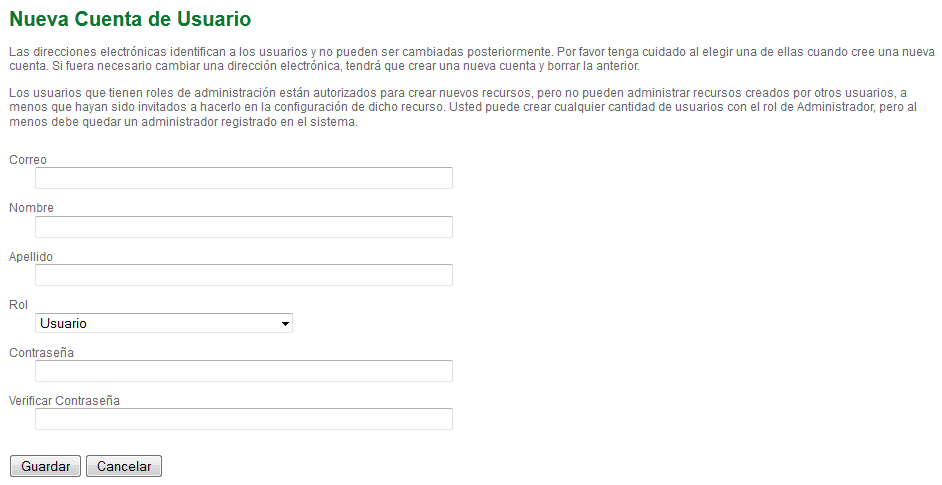 Nueva Cuenta de Usuario
Las direcciones electrónicas identifican a los usuarios y no pueden ser cambiadas posteriormente. Por favor tenga cuidado al elegir una de ellas cuando cree una nueva
cuenta. Si fuera necesario cambiar una dirección electrónica, tendrá que crear una nueva cuenta y borrar la anterior.
Los usuarios que tienen roles de administración están autorizados para crear nuevos recursos, pero no pueden administrar recursos creados por otros usuarios, a
menos que hayan sido invitados a hacerlo en la configuración de dicho recurso. Usted puede crear cualquier cantidad de usuarios con el rol de Administrador, pero al
menos debe quedar un administrador registrado en el sistema.
Correo
Nombre
Apellido
Rol
Usuario
Contraseña
Verificar Contraseña
Guardar Cancelar